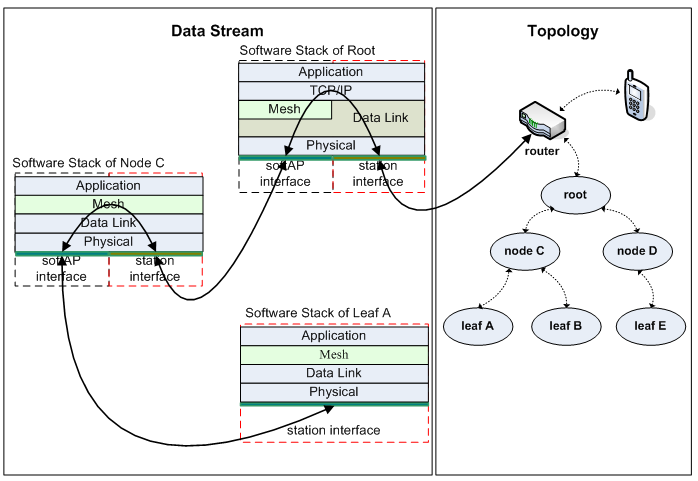 Data Stream
Software Stack of Root
Application
TCP/IP
Mesh
Data Link
Physical
softAP
interface
station
interface
Software Stack of Node C
Application
Mesh
Data Link
Physical
softAP
interface
station
interface
Software Stack of Leaf A
Application
Mesh
Data Link
Physical
station interface
Topology
router
root
node C
node D
leaf A
leaf B
leaf E